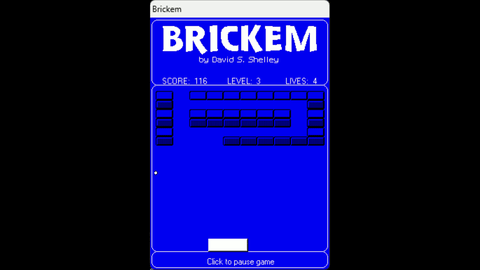 Brickem
BRICKEM
by David S. Shelley
SCORE: 116 LEVEL: 3 LIVES: 4
Click to pause game